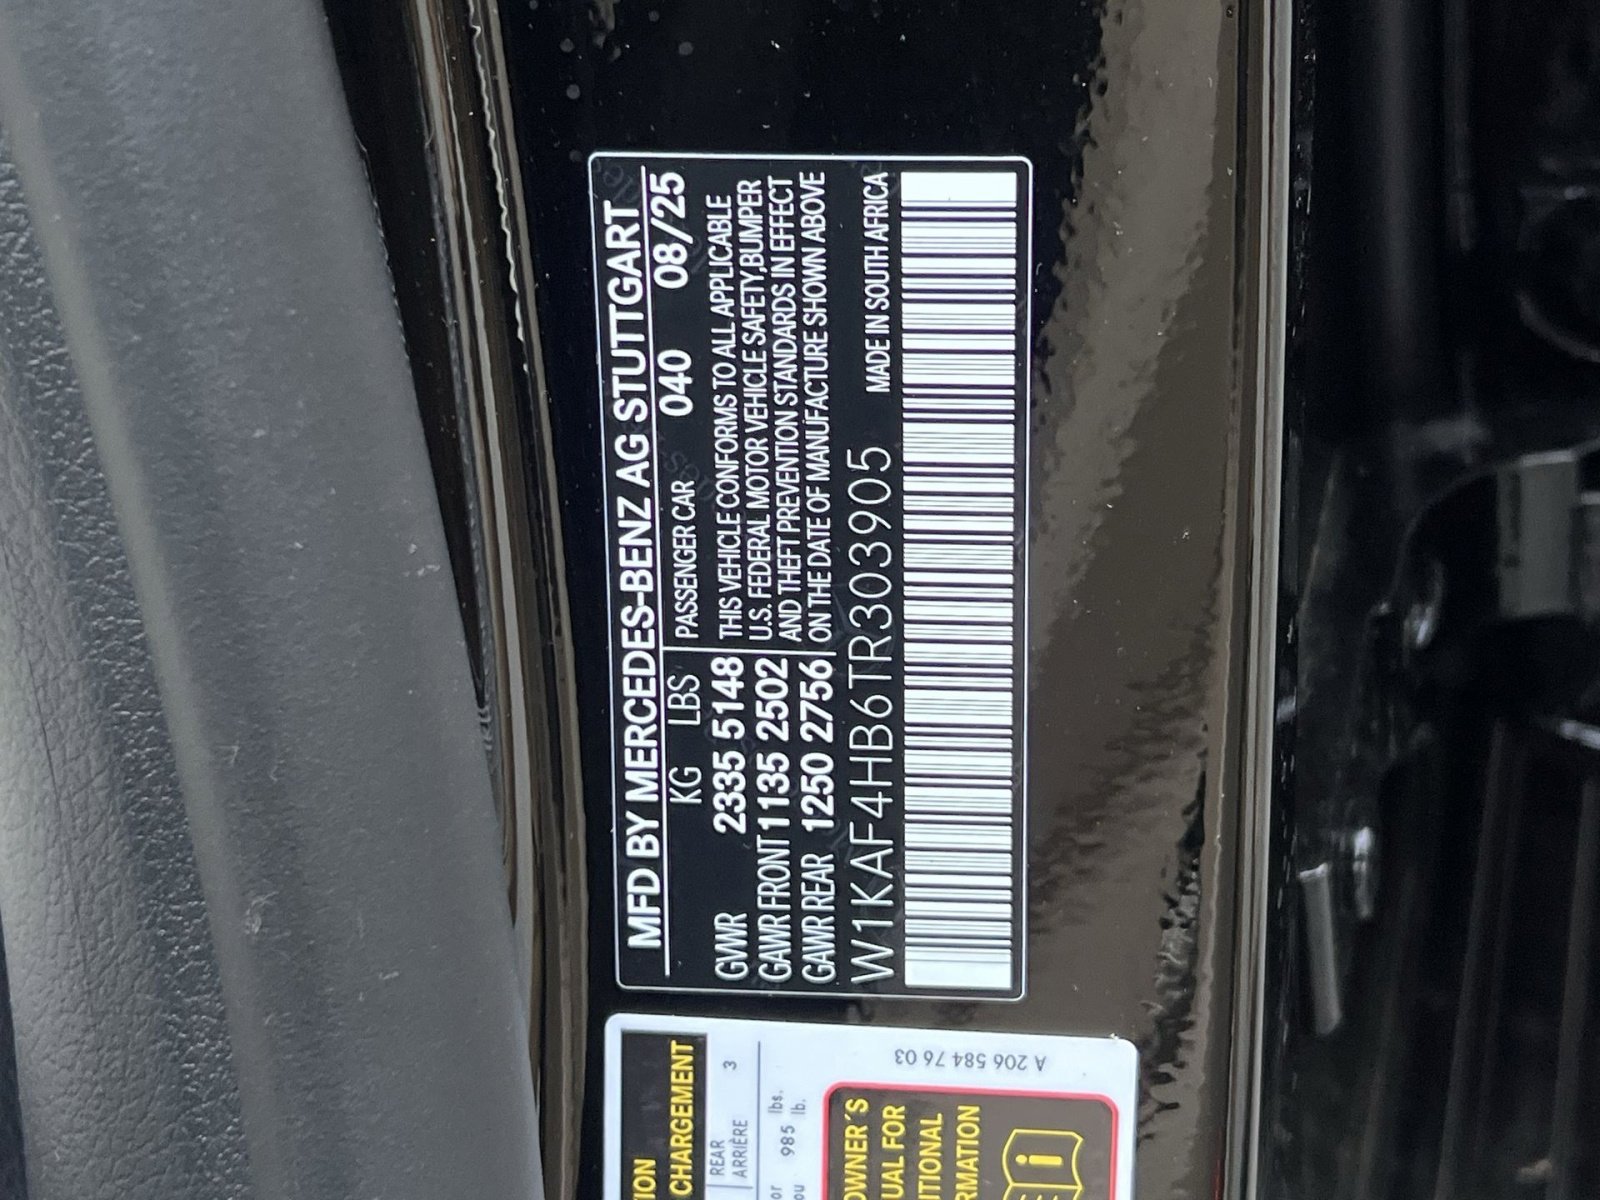 MFD BY MERCEDES-BENZ AG STUTTGART
KG LBS PASSENGER CAR 040 08/25
GVWR 2335 5148 THIS VEHICLE CONFORMS TO ALL APPLICABLE
GAWR FRONT 1135 2502 U.S. FEDERAL MOTOR VEHICLE SAFETY,BUMPER
GAWR REAR 1250 2756 AND THEFT PREVENTION STANDARDS IN EFFECT
ON THE DATE OF MANUFACTURE SHOWN ABOVE
W1KAF4HB6TR303905 MADE IN SOUTH AFRICA
CHARGEMENT
REAR 3
ARRIÈRE
or 985 lbs.
ou lb.
A 206 584 76 03
OWNER'S
FOR
i